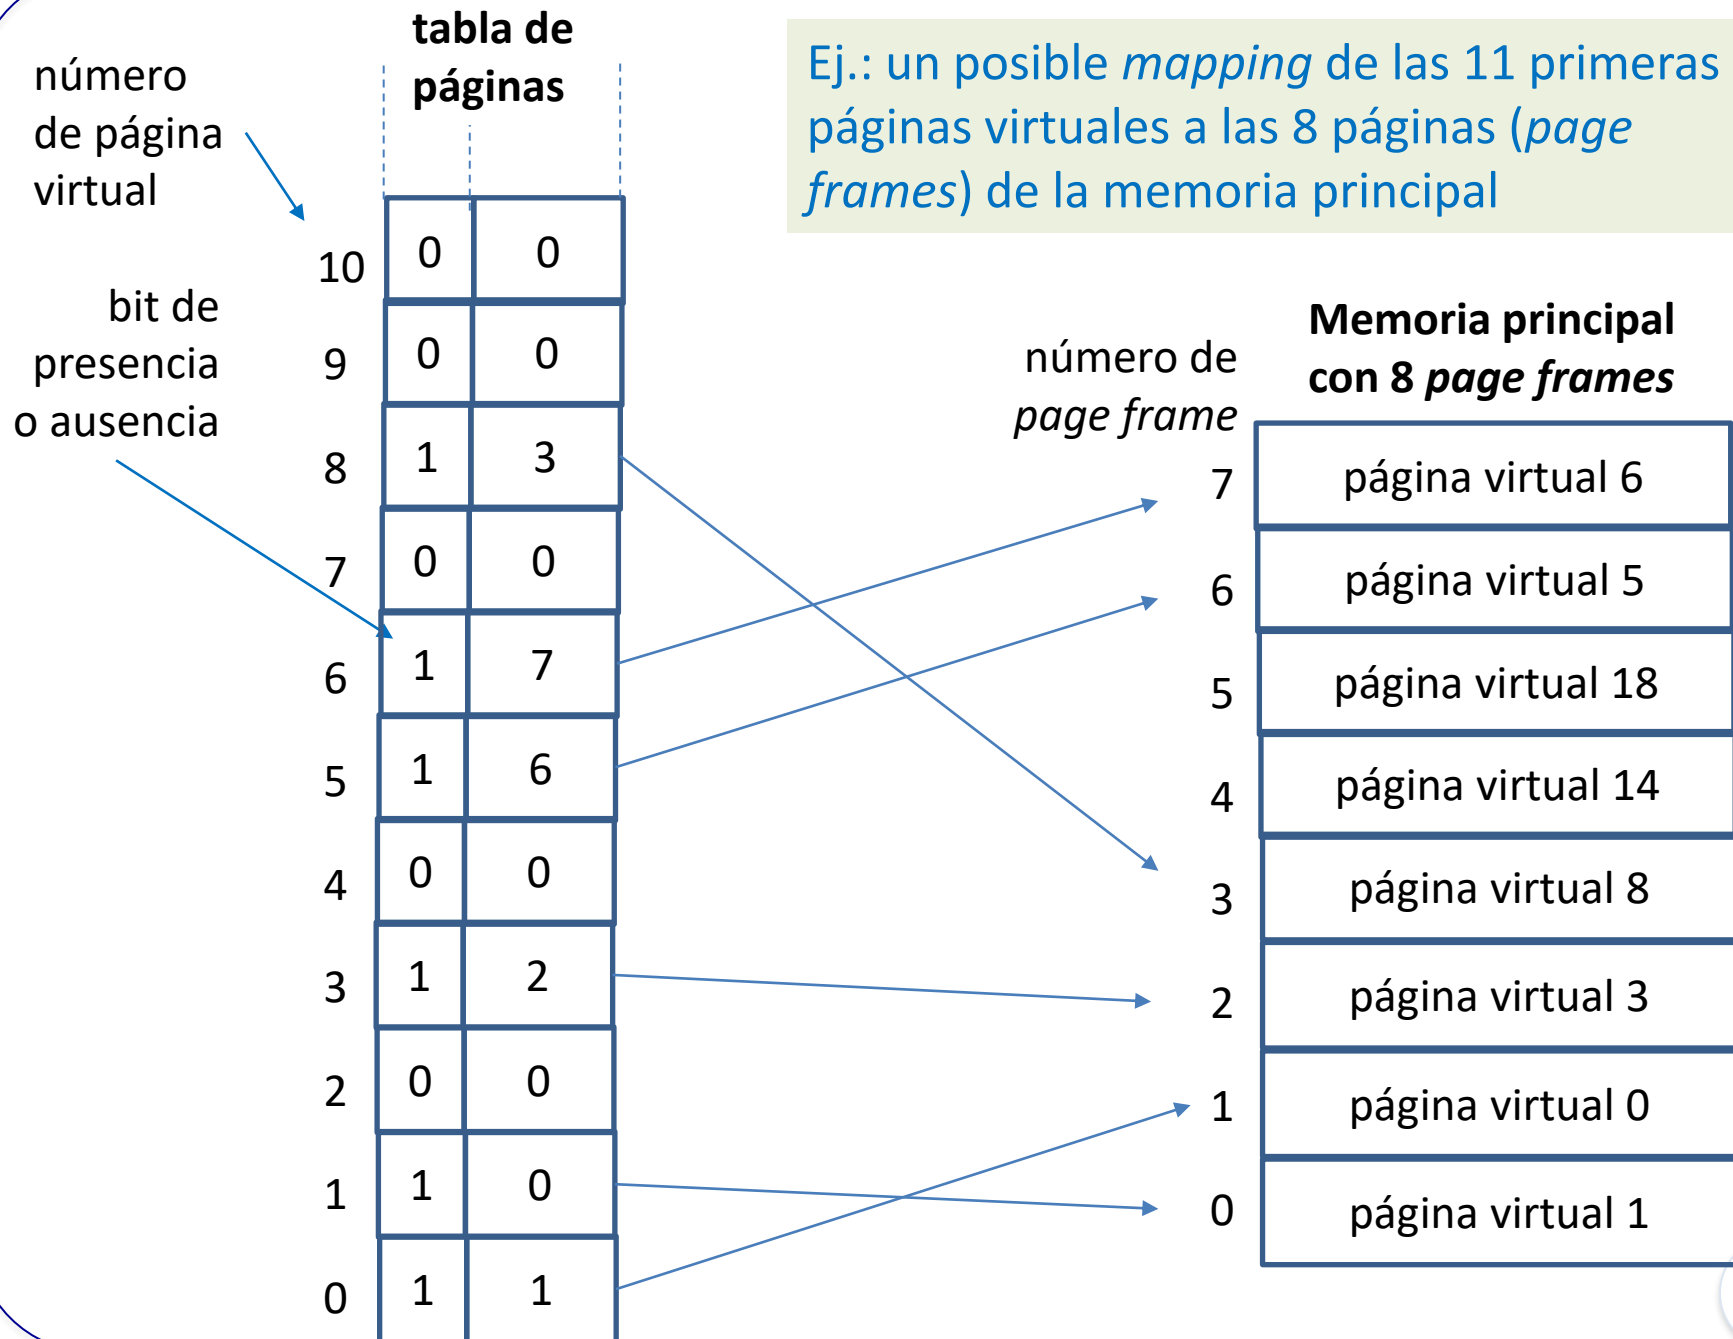 tabla de
páginas
número
de página
virtual
Ej.: un posible mapping de las 11 primeras
páginas virtuales a las 8 páginas (page
frames) de la memoria principal
bit de
presencia
o ausencia
10 0 0
9 0 0
8 1 3
7 0 0
6 1 7
5 1 6
4 0 0
3 1 2
2 0 0
1 1 0
0 1 1
número de
page frame
Memoria principal
con 8 page frames
7 página virtual 6
6 página virtual 5
5 página virtual 18
4 página virtual 14
3 página virtual 8
2 página virtual 3
1 página virtual 0
0 página virtual 1